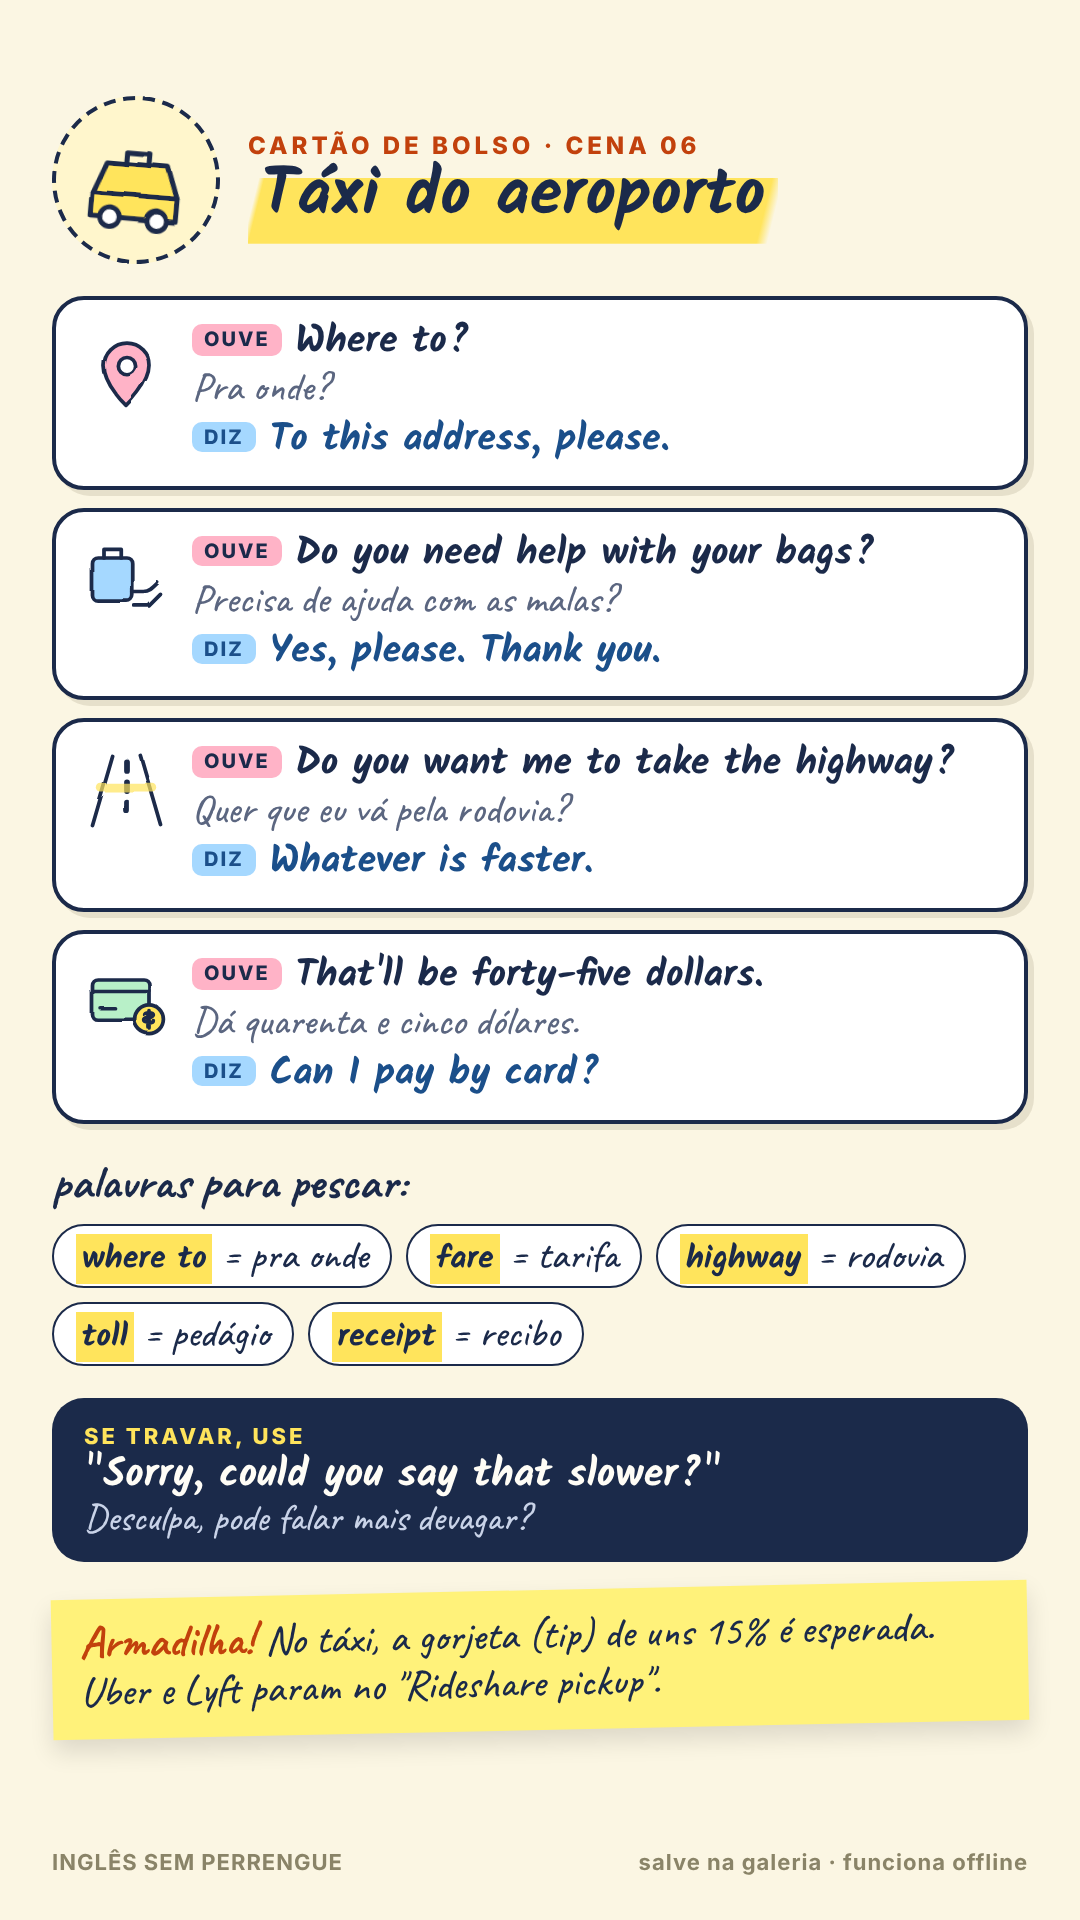 CARTÃO DE BOLSO · CENA 06
Táxi do aeroporto
OUVE Where to?
Pra onde?
DIZ To this address, please.
OUVE Do you need help with your bags?
Precisa de ajuda com as malas?
DIZ Yes, please. Thank you.
OUVE Do you want me to take the highway?
Quer que eu vá pela rodovia?
DIZ Whatever is faster.
OUVE That'll be forty-five dollars.
Dá quarenta e cinco dólares.
DIZ Can I pay by card?
palavras para pescar:
where to = pra onde
fare = tarifa
highway = rodovia
toll = pedágio
receipt = recibo
SE TRAVAR, USE
"Sorry, could you say that slower?"
Desculpa, pode falar mais devagar?
Armadilha! No táxi, a gorjeta (tip) de uns 15% é esperada.
Uber e Lyft param no "Rideshare pickup".
INGLÊS SEM PERRENGUE
salve na galeria · funciona offline